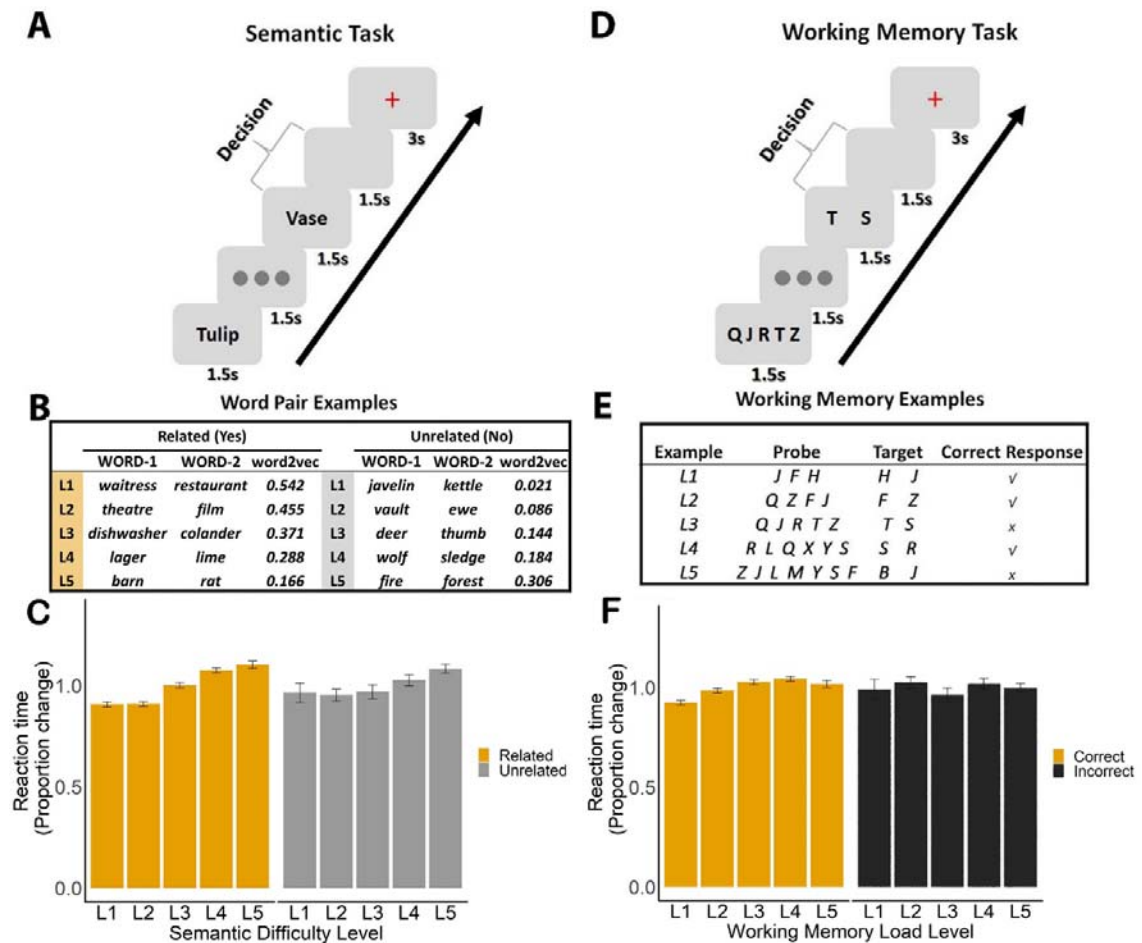 A
Semantic Task
+
3s
Decision
1.5s
Vase
1.5s
1.5s
Tulip
1.5s
B Word Pair Examples
Related (Yes) Unrelated (No)
WORD-1 WORD-2 word2vec WORD-1 WORD-2 word2vec
L1 waitress restaurant 0.542 L1 javelin kettle 0.021
L2 theatre film 0.455 L2 vault ewe 0.086
L3 dishwasher colander 0.371 L3 deer thumb 0.144
L4 lager lime 0.288 L4 wolf sledge 0.184
L5 barn rat 0.166 L5 fire forest 0.306
C
Reaction time
(Proportion change)
1.0
0.5
0.0
L1 L2 L3 L4 L5 L1 L2 L3 L4 L5
Semantic Difficulty Level
Related
Unrelated
D
Working Memory Task
+
3s
Decision
1.5s
T S
1.5s
1.5s
Q J R T Z
1.5s
E Working Memory Examples
Example Probe Target Correct Response
L1 J F H H J √
L2 Q Z F J F Z √
L3 Q J R T Z T S x
L4 R L Q X Y S S R √
L5 Z J L M Y S F B J x
F
Reaction time
(Proportion change)
1.0
0.5
0.0
L1 L2 L3 L4 L5 L1 L2 L3 L4 L5
Working Memory Load Level
Correct
Incorrect